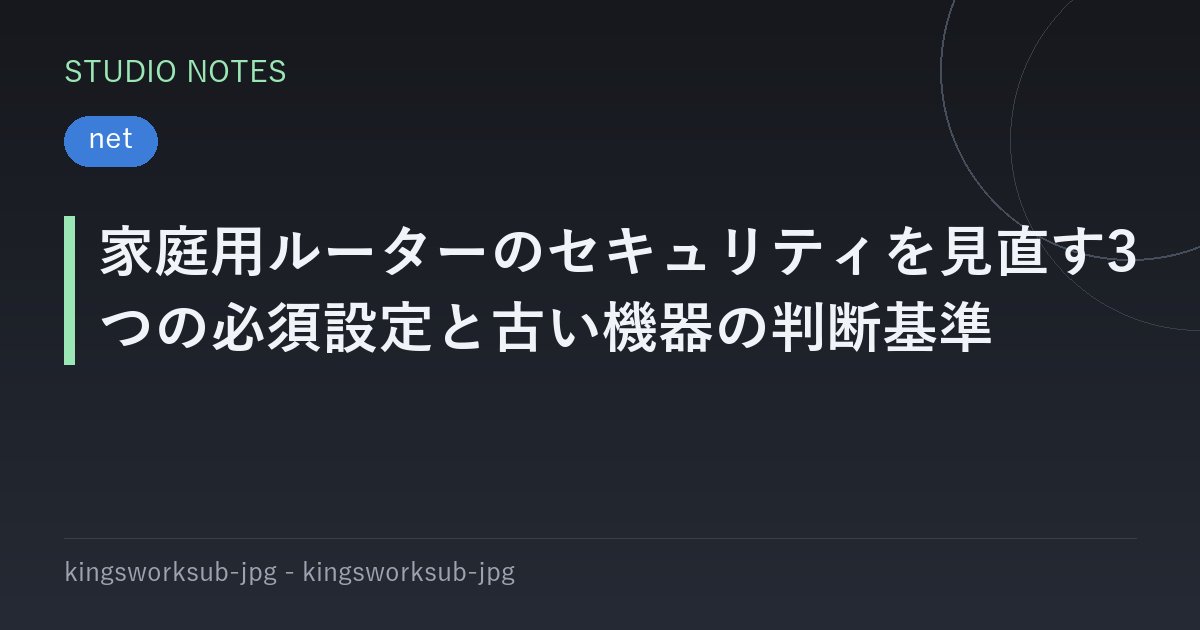 STUDIO NOTES
net
家庭用ルーターのセキュリティを見直す3
つの必須設定と古い機器の判断基準
kingsworksub-jpg - kingsworksub-jpg